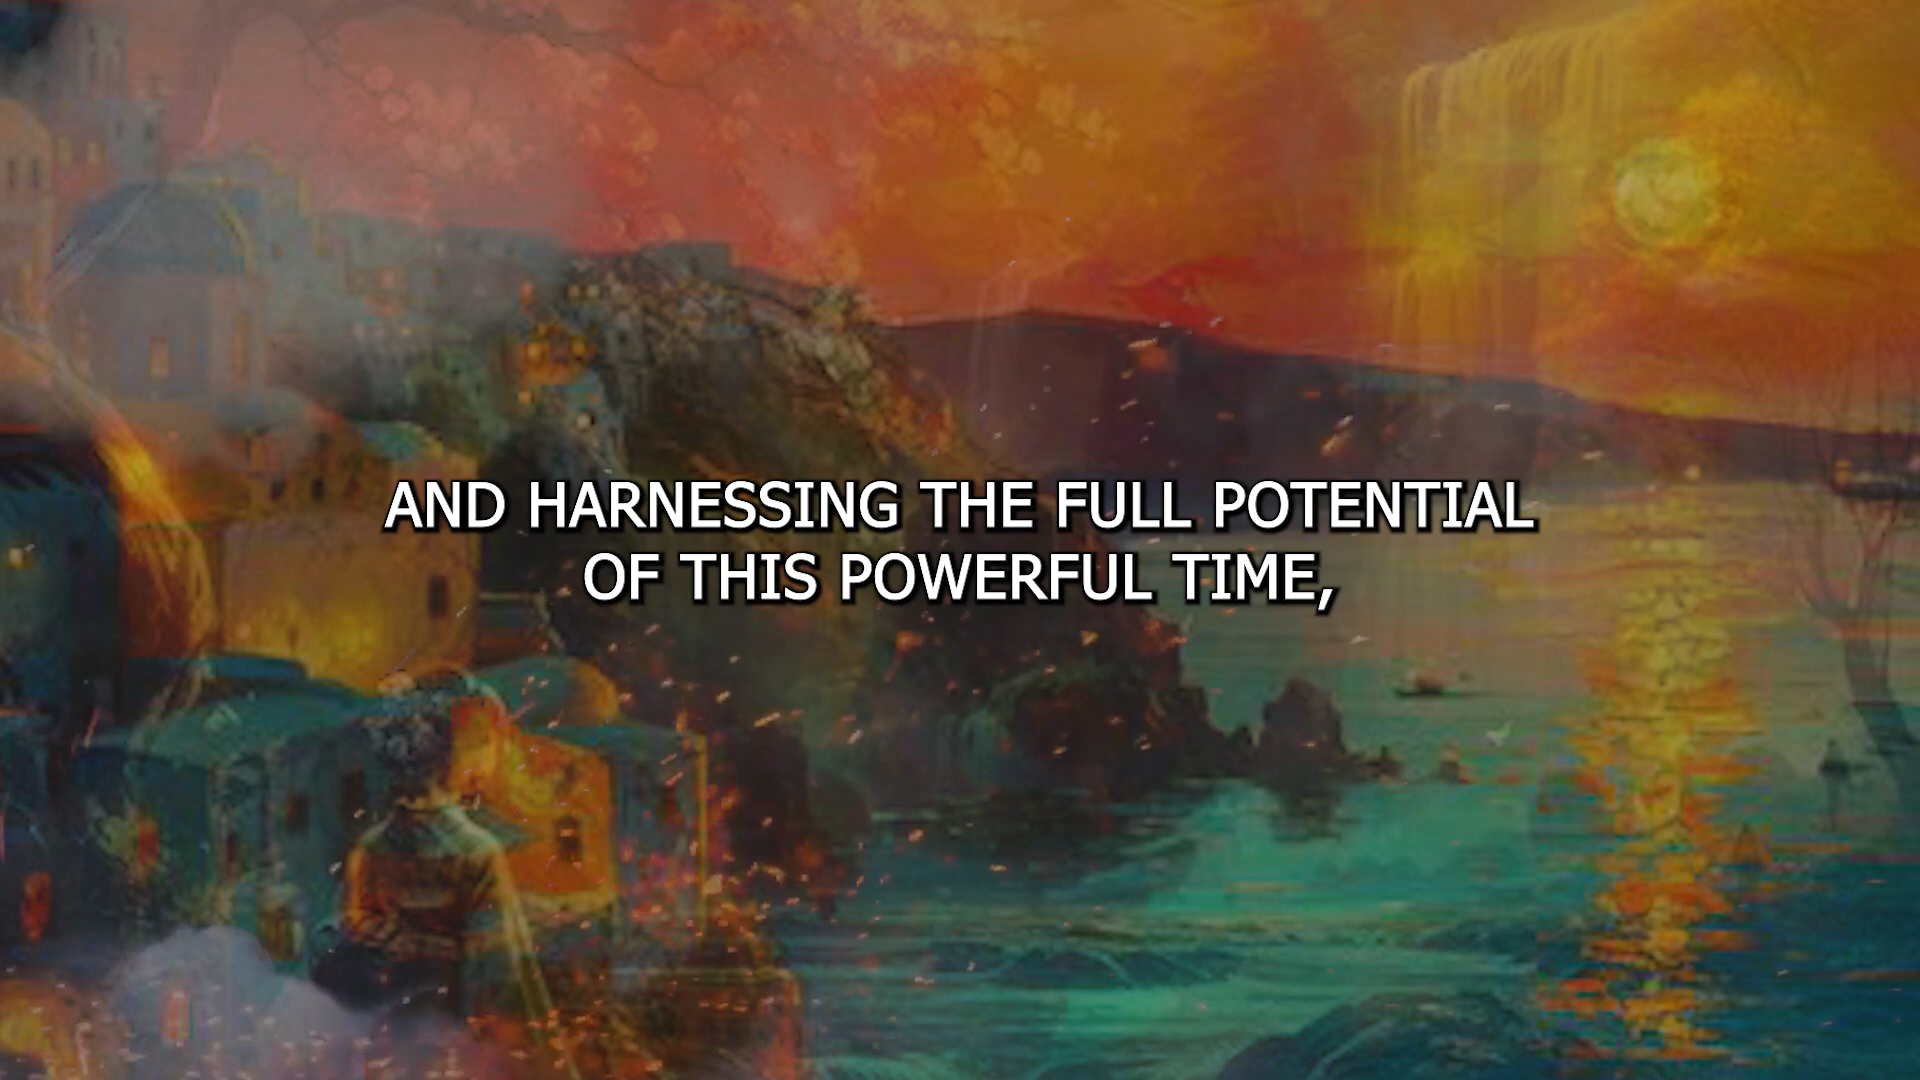 AND HARNESSING THE FULL POTENTIAL
OF THIS POWERFUL TIME,